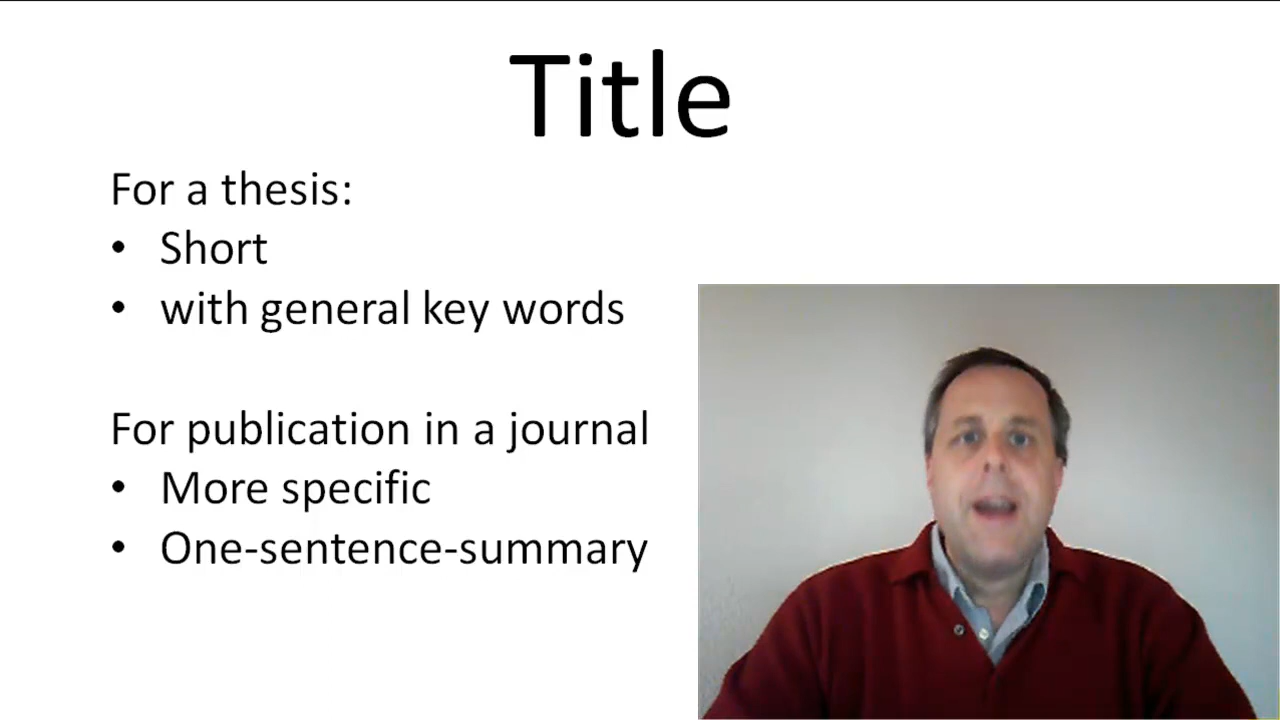 Title
For a thesis:
• Short
• with general key words
For publication in a journal
• More specific
• One-sentence-summary